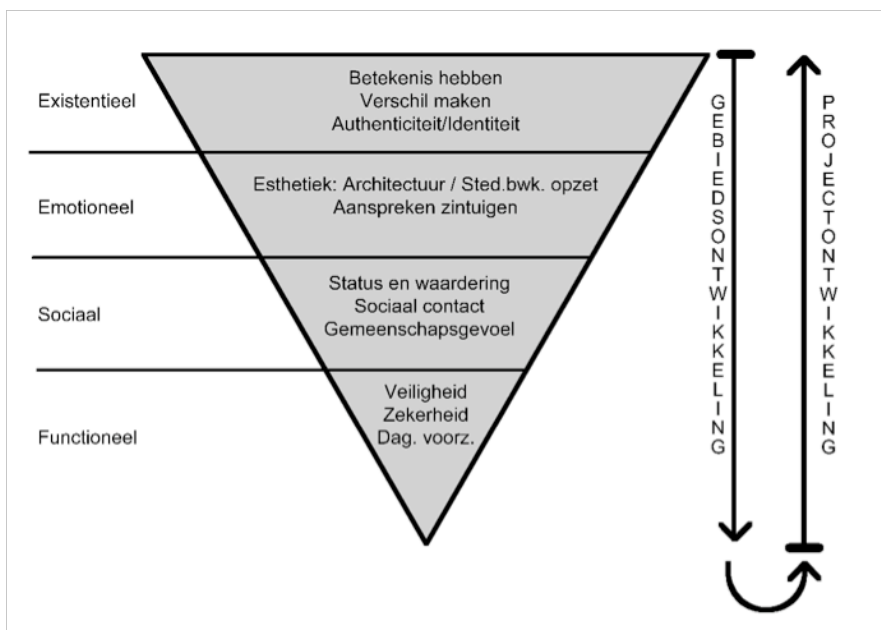 Existentieel
Betekenis hebben
Verschil maken
Authenticiteit/Identiteit
Emotioneel
Esthetiek: Architectuur / Sted.bwk. opzet
Aanspreken zintuigen
Sociaal
Status en waardering
Sociaal contact
Gemeenschapsgevoel
Functioneel
Veiligheid
Zekerheid
Dag. voorz.
GEBIEDSONTWIKKELING
PROJECTONTWIKKELING